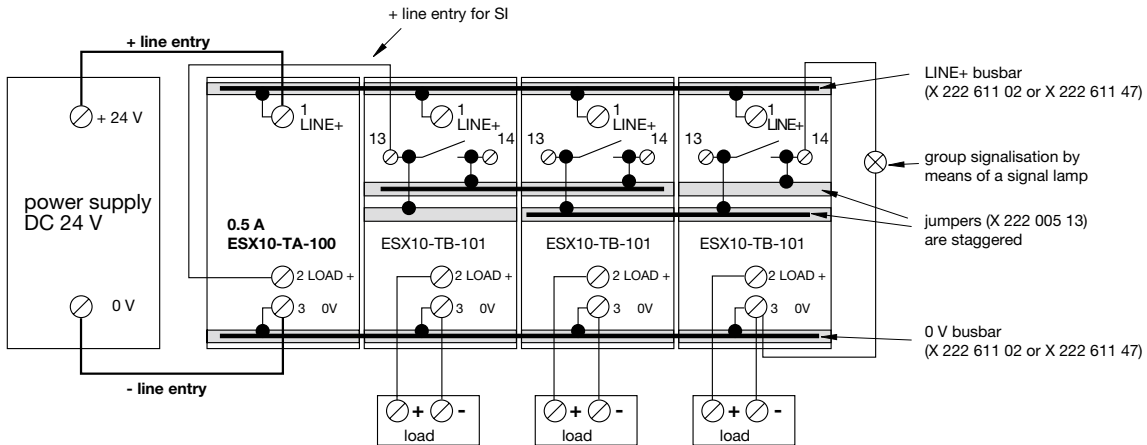 + line entry for SI
+ line entry
LINE+ busbar
(X 222 611 02 or X 222 611 47)
+ 24 V
1
LINE+
1
LINE+
1
LINE+
1
LINE+
13
14
13
14
13
14
group signalisation by
means of a signal lamp
power supply
DC 24 V
jumpers (X 222 005 13)
are staggered
0.5 A
ESX10-TA-100
ESX10-TB-101
ESX10-TB-101
ESX10-TB-101
2 LOAD +
2 LOAD +
2 LOAD +
2 LOAD +
0 V
3 0V
3 0V
3 0V
3 0V
0 V busbar
(X 222 611 02 or X 222 611 47)
- line entry
+ -
load
+ -
load
+ -
load